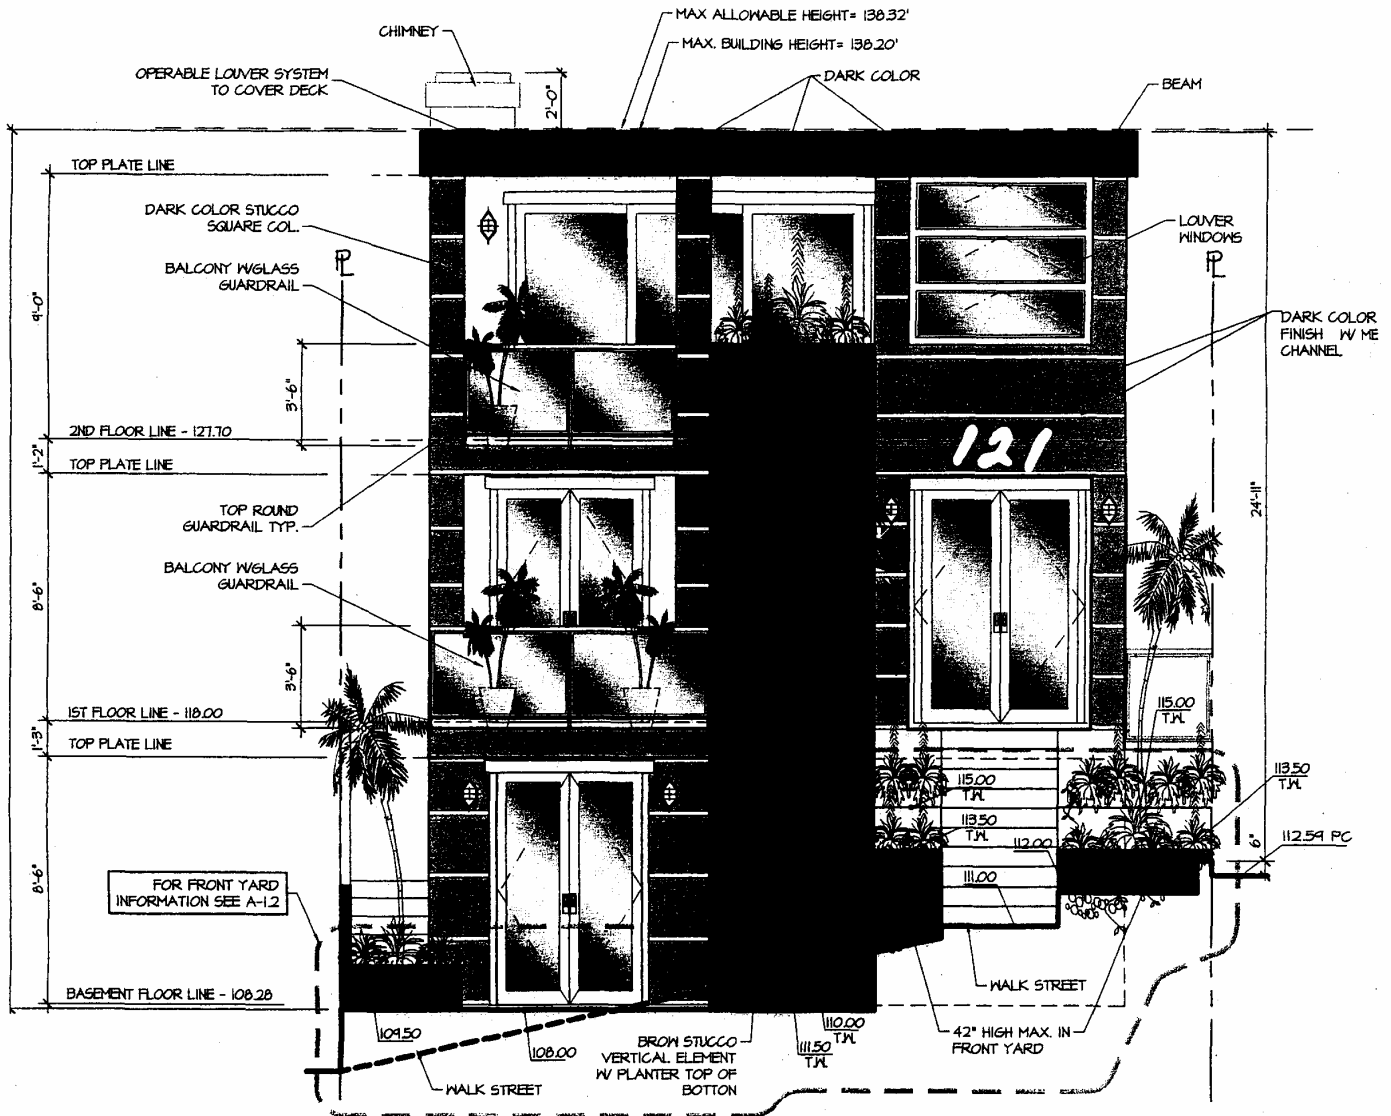 MAX ALLOWABLE HEIGHT= 138.32'
CHIMNEY
MAX. BUILDING HEIGHT= 138.20'
OPERABLE LOUVER SYSTEM
TO COVER DECK
2'-0"
DARK COLOR
BEAM
TOP PLATE LINE
DARK COLOR STUCCO
SQUARE COL.
LOUVER
WINDOWS
PL
PL
BALCONY W/GLASS
GUARDRAIL
9'-0"
DARK COLOR
FINISH W/ ME
CHANNEL
3'-6"
2ND FLOOR LINE - 127.70
1'-2"
TOP PLATE LINE
121
24'-11"
TOP ROUND
GUARDRAIL TYP.
BALCONY W/GLASS
GUARDRAIL
8'-6"
3'-6"
1ST FLOOR LINE - 118.00
115.00
T.W.
1'-3"
TOP PLATE LINE
115.00
T.W.
113.50
T.W.
113.50
T.W.
112.00
6"
112.59 PC
111.00
8'-6"
FOR FRONT YARD
INFORMATION SEE A-1.2
BASEMENT FLOOR LINE - 108.28
WALK STREET
109.50
108.00
BROW STUCCO
VERTICAL ELEMENT
W/ PLANTER TOP OF
BOTTON
110.00
T.W.
111.50
T.W.
42" HIGH MAX. IN
FRONT YARD
WALK STREET